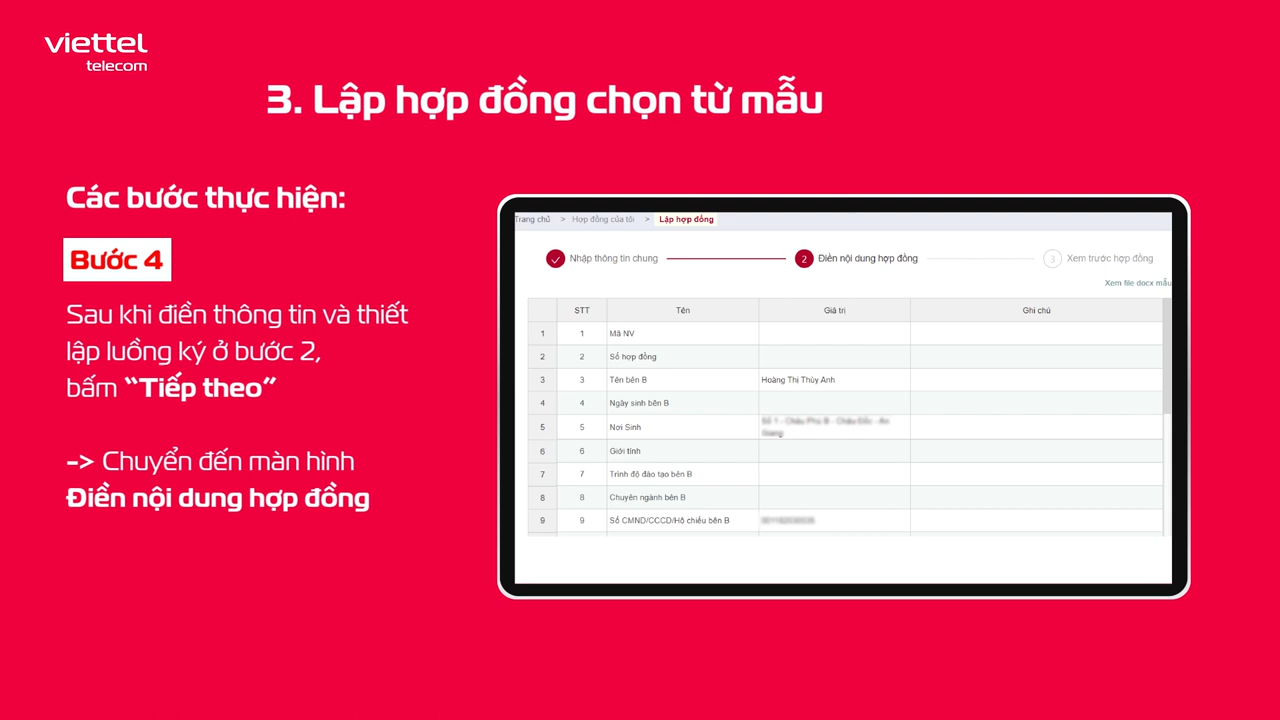 viettel
telecom
3. Lập hợp đồng chọn từ mẫu
Các bước thực hiện:
Bước 4
Sau khi điền thông tin và thiết
lập luồng ký ở bước 2,
bấm “Tiếp theo”
-> Chuyển đến màn hình
Điền nội dung hợp đồng
Trang chủ > Hợp đồng của tôi > Lập hợp đồng
Nhập thông tin chung 2 Điền nội dung hợp đồng 3 Xem trước hợp đồng
Xem file docx mẫu
STT Tên Giá trị Ghi chú
1 1 Mã NV
2 2 Số hợp đồng
3 3 Tên bên B Hoàng Thị Thùy Anh
4 4 Ngày sinh bên B
5 5 Nơi Sinh
6 6 Giới tính
7 7 Trình độ đào tạo bên B
8 8 Chuyên ngành bên B
9 9 Số CMND/CCCD/Hộ chiếu bên B